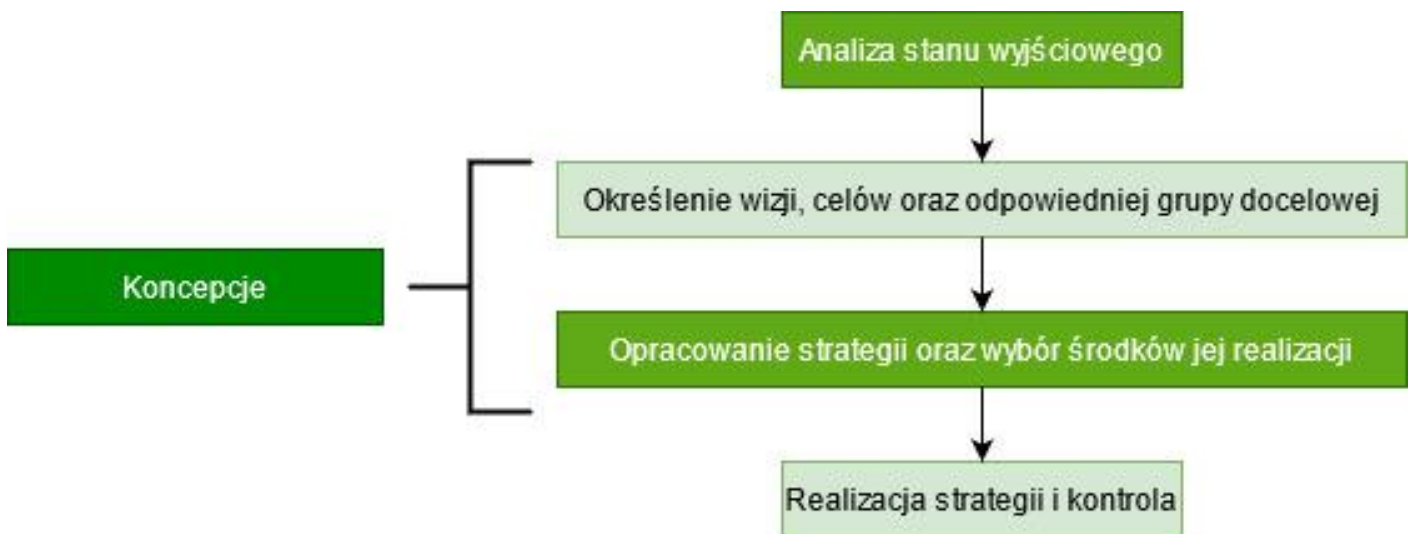 Analiza stanu wyjściowego
Określenie wizji, celów oraz odpowiedniej grupy docelowej
Koncepcje
Opracowanie strategii oraz wybór środków jej realizacji
Realizacja strategii i kontrola